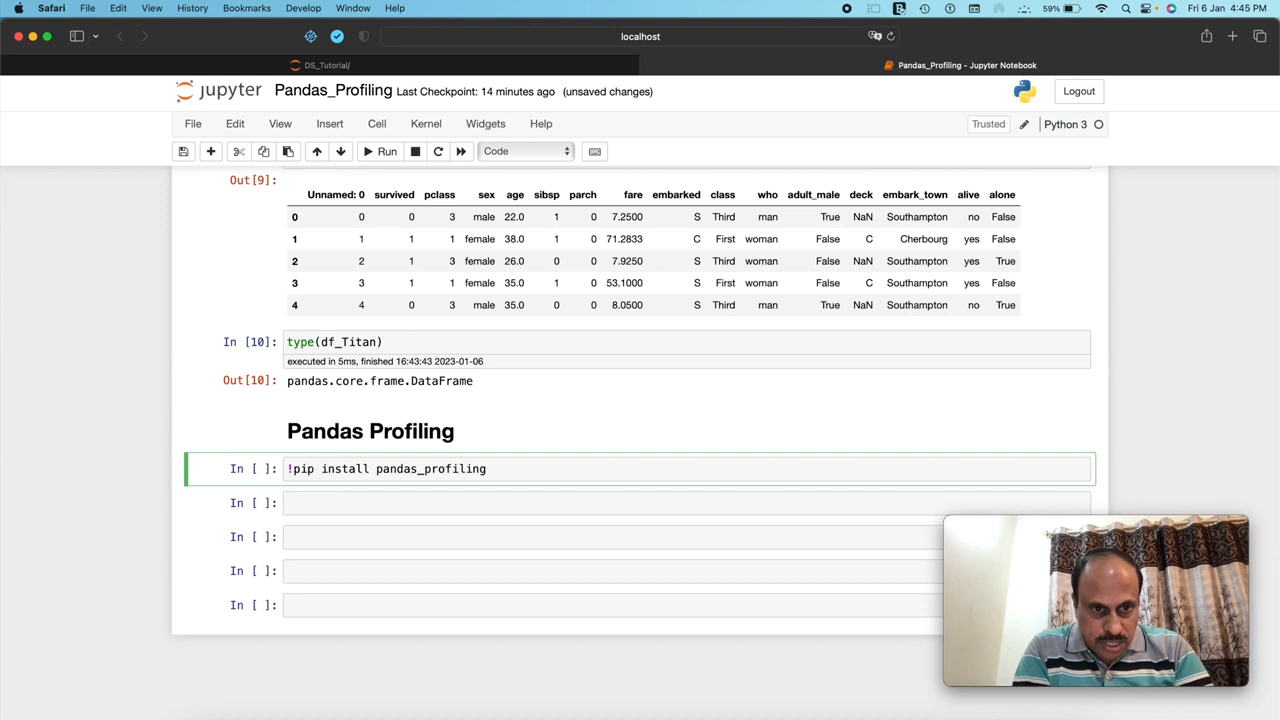 Safari File Edit View History Bookmarks Develop Window Help 59% Fri 6 Jan 4:45 PM
localhost
DS_Tutorial/ Pandas_Profiling - Jupyter Notebook
jupyter Pandas_Profiling Last Checkpoint: 14 minutes ago (unsaved changes) Logout
File Edit View Insert Cell Kernel Widgets Help Trusted Python 3
Run Code
Out[9]:
Unnamed: 0 survived pclass sex age sibsp parch fare embarked class who adult_male deck embark_town alive alone
0 0 0 3 male 22.0 1 0 7.2500 S Third man True NaN Southampton no False
1 1 1 1 female 38.0 1 0 71.2833 C First woman False C Cherbourg yes False
2 2 1 3 female 26.0 0 0 7.9250 S Third woman False NaN Southampton yes True
3 3 1 1 female 35.0 1 0 53.1000 S First woman False C Southampton yes False
4 4 0 3 male 35.0 0 0 8.0500 S Third man True NaN Southampton no True
In [10]: type(df_Titan)
executed in 5ms, finished 16:43:43 2023-01-06
Out[10]: pandas.core.frame.DataFrame
Pandas Profiling
In [ ]: !pip install pandas_profiling
In [ ]:
In [ ]:
In [ ]:
In [ ]: